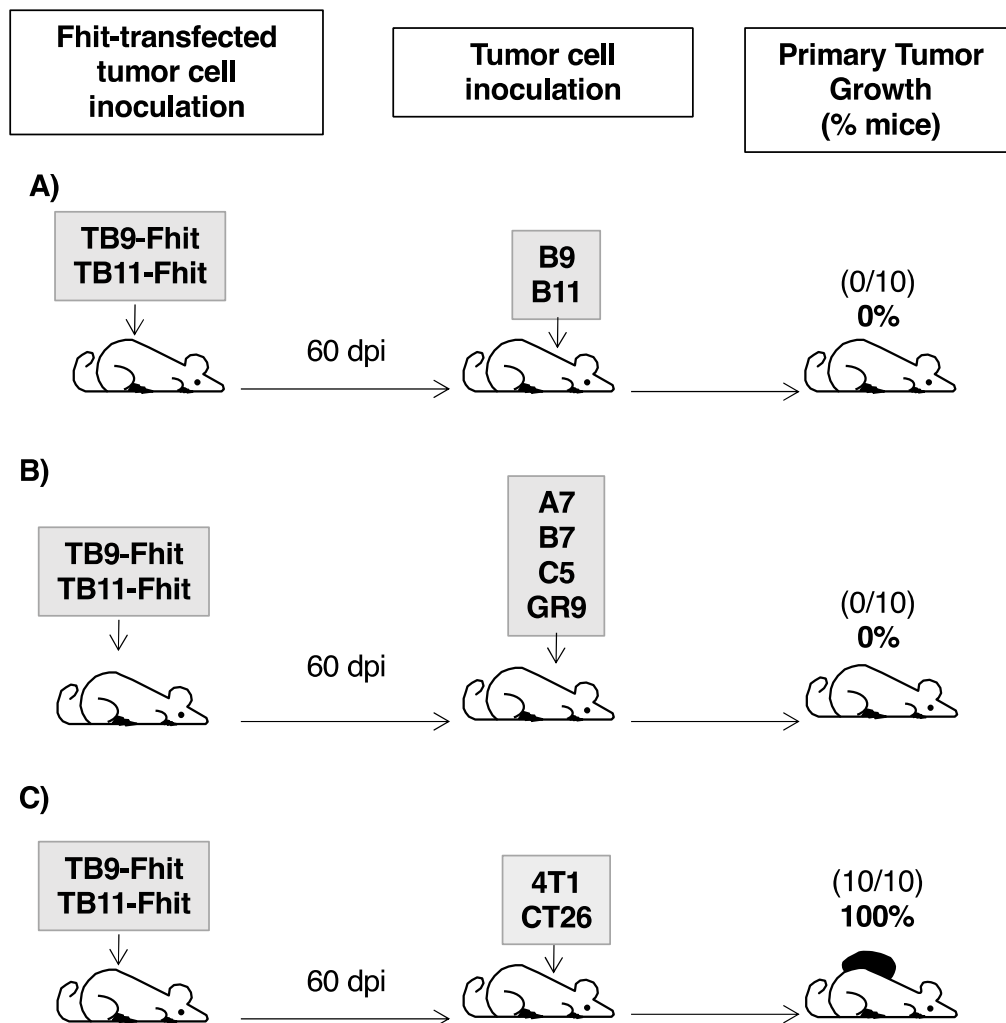 Fhit-transfected
tumor cell
inoculation
Tumor cell
inoculation
Primary Tumor
Growth
(% mice)
A)
TB9-Fhit
TB11-Fhit
60 dpi
B9
B11
(0/10)
0%
B)
TB9-Fhit
TB11-Fhit
60 dpi
A7
B7
C5
GR9
(0/10)
0%
C)
TB9-Fhit
TB11-Fhit
60 dpi
4T1
CT26
(10/10)
100%